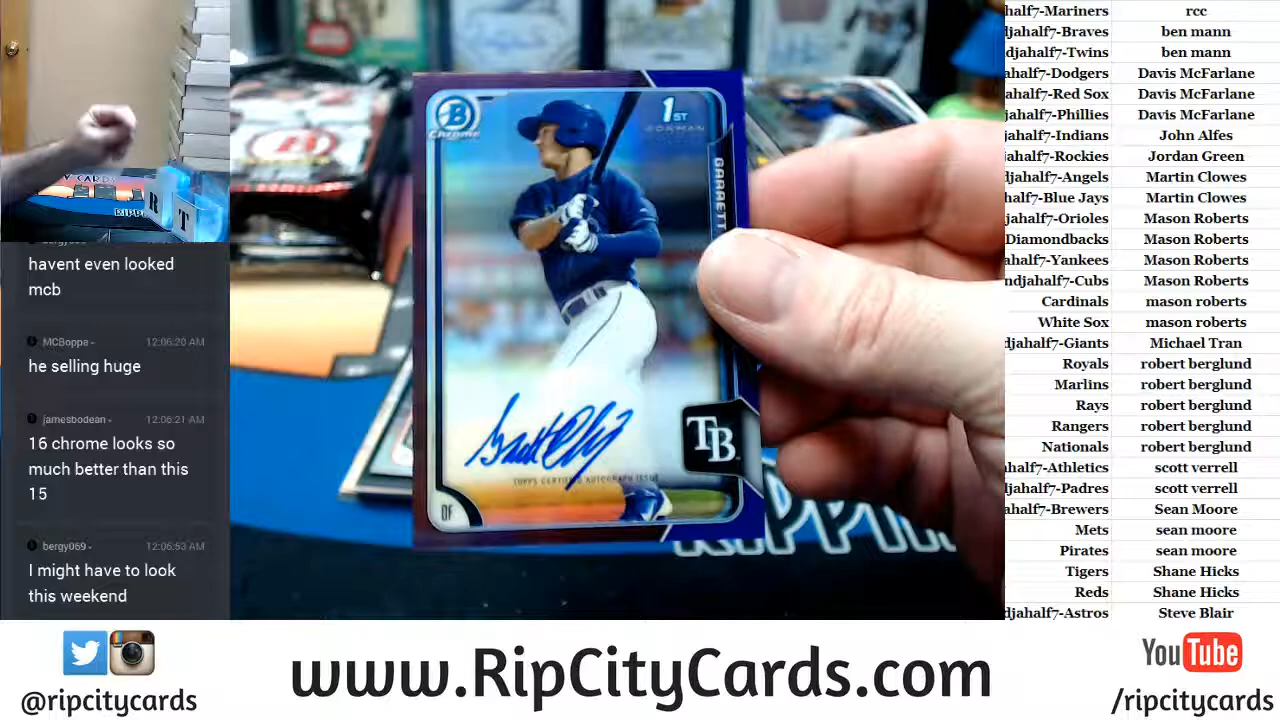 havent even looked
mcb
MCBoppa - 12:06:20 AM
he selling huge
jamesbodean - 12:06:21 AM
16 chrome looks so
much better than this
15
bergy069 - 12:06:53 AM
I might have to look
this weekend
B
Chrome
1ST
BOWMAN
GARRETT
TB
TOPPS CERTIFIED AUTOGRAPH ISSUE
OF
half7-Mariners rcc
djahalf7-Braves ben mann
djahalf7-Twins ben mann
ahalf7-Dodgers Davis McFarlane
ahalf7-Red Sox Davis McFarlane
ahalf7-Phillies Davis McFarlane
jahalf7-Indians John Alfes
jahalf7-Rockies Jordan Green
djahalf7-Angels Martin Clowes
ahalf7-Blue Jays Martin Clowes
jahalf7-Orioles Mason Roberts
Diamondbacks Mason Roberts
ahalf7-Yankees Mason Roberts
ndjahalf7-Cubs Mason Roberts
Cardinals mason roberts
White Sox mason roberts
djahalf7-Giants Michael Tran
Royals robert berglund
Marlins robert berglund
Rays robert berglund
Rangers robert berglund
Nationals robert berglund
half7-Athletics scott verrell
djahalf7-Padres scott verrell
ahalf7-Brewers Sean Moore
Mets sean moore
Pirates sean moore
Tigers Shane Hicks
Reds Shane Hicks
djahalf7-Astros Steve Blair
@ripcitycards
www.RipCityCards.com
YouTube
/ripcitycards